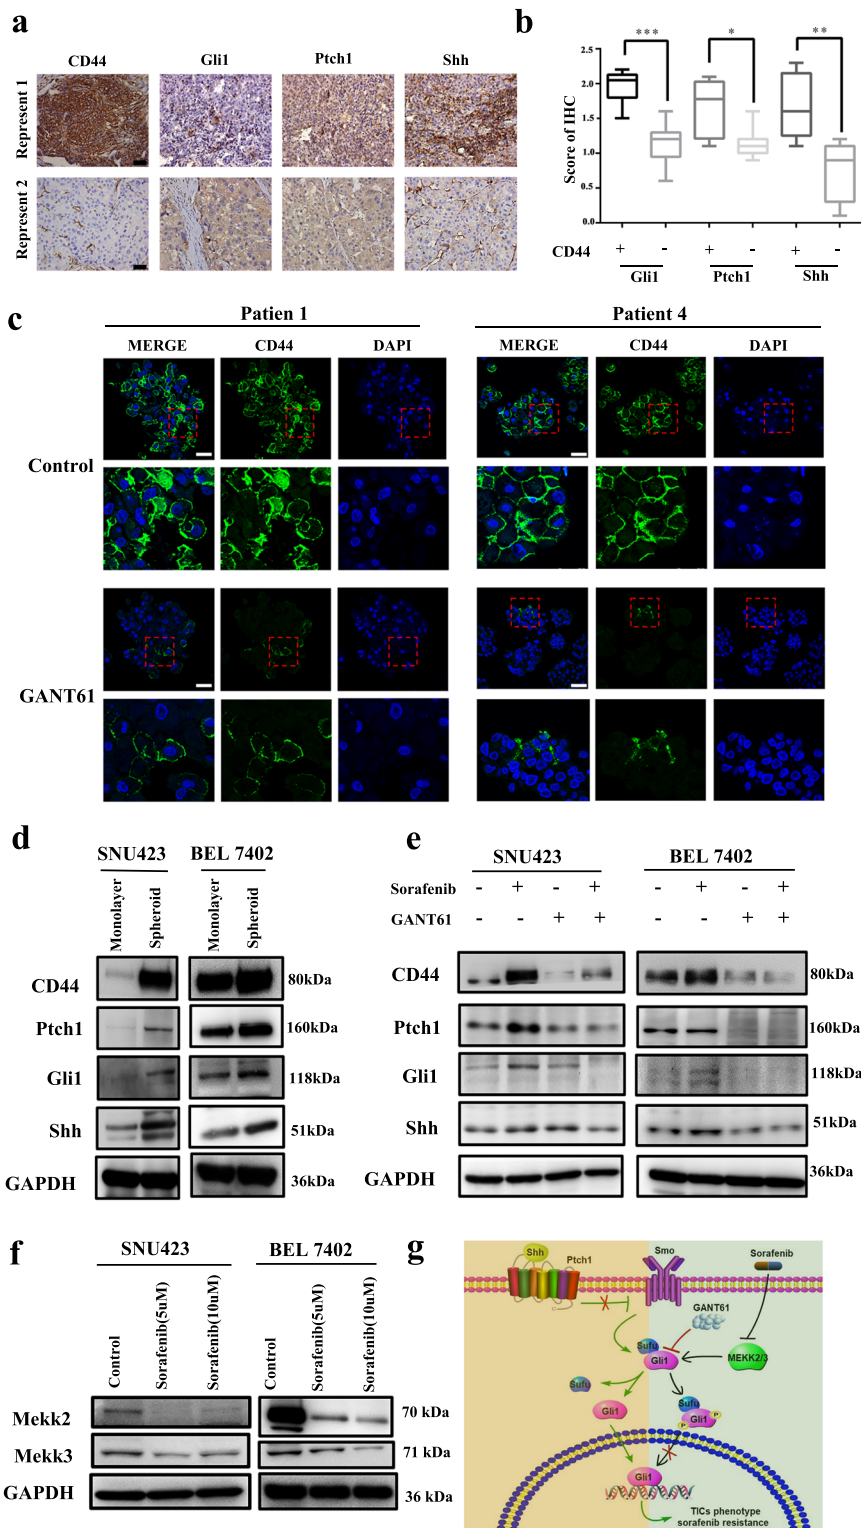 a
CD44 Gli1 Ptch1 Shh
Represent 1
Represent 2
b
Score of IHC
2.5
2.0
1.5
1.0
0.5
0.0
*** * **
CD44 + - + - + -
Gli1 Ptch1 Shh
c
Patien 1 Patient 4
MERGE CD44 DAPI MERGE CD44 DAPI
Control
GANT61
d
SNU423 BEL 7402
Monolayer Spheroid Monolayer Spheroid
CD44 80kDa
Ptch1 160kDa
Gli1 118kDa
Shh 51kDa
GAPDH 36kDa
e
SNU423 BEL 7402
Sorafenib - + - + - + - +
GANT61 - - + + - - + +
CD44 80kDa
Ptch1 160kDa
Gli1 118kDa
Shh 51kDa
GAPDH 36kDa
f
SNU423 BEL 7402
Control Sorafenib(5uM) Sorafenib(10uM) Control Sorafenib(5uM) Sorafenib(10uM)
Mekk2 70 kDa
Mekk3 71 kDa
GAPDH 36 kDa
g
Shh Ptch1 Smo Sorafenib
C
GANT61
Sufu
Gli1 MEKK2/3
Sufu Sufu
Gli1 P Gli1 P
Gli1
TICs phenotype
sorafenib resistance